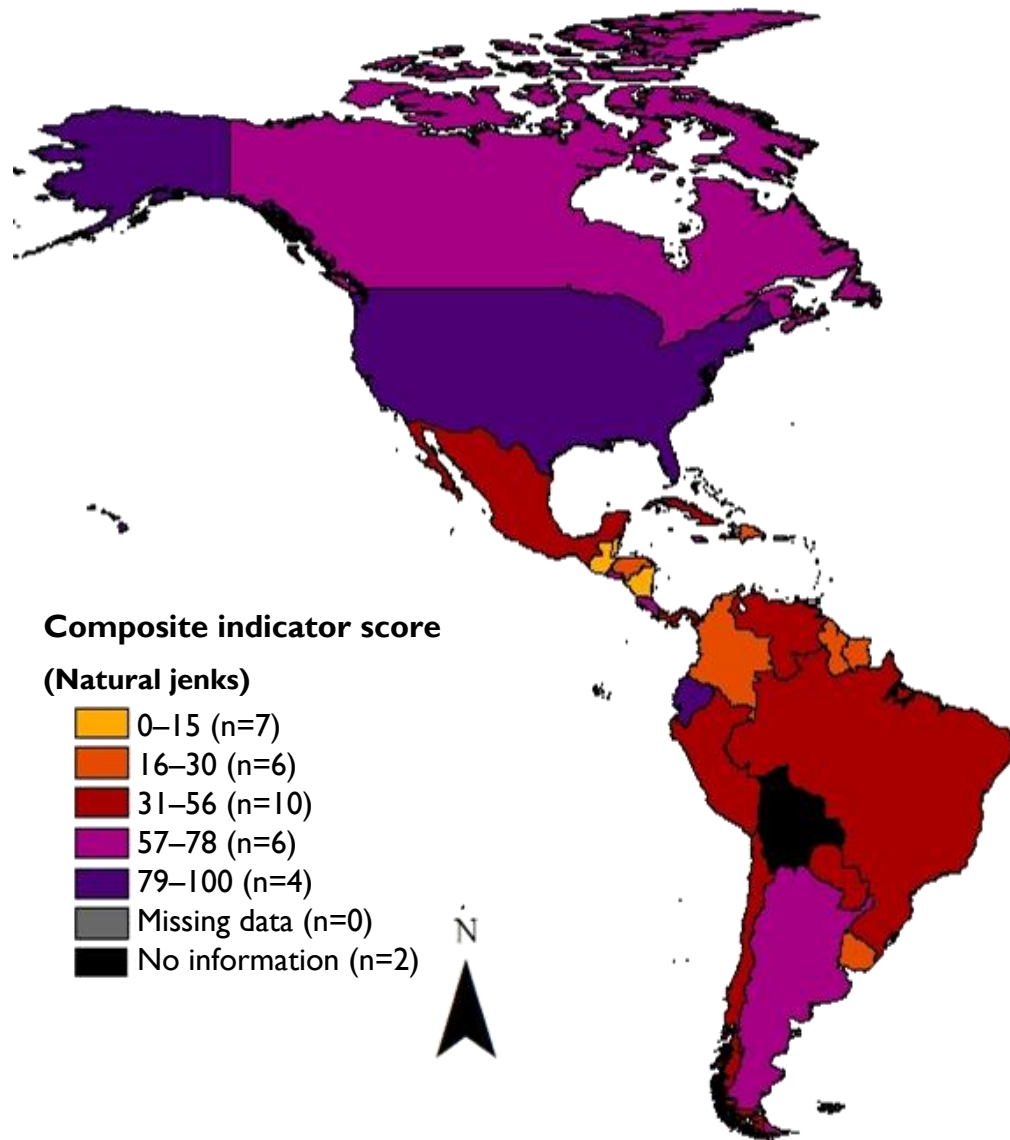 Composite indicator score
(Natural jenks)
0–15 (n=7)
16–30 (n=6)
31–56 (n=10)
57–78 (n=6)
79–100 (n=4)
Missing data (n=0)
No information (n=2)
N